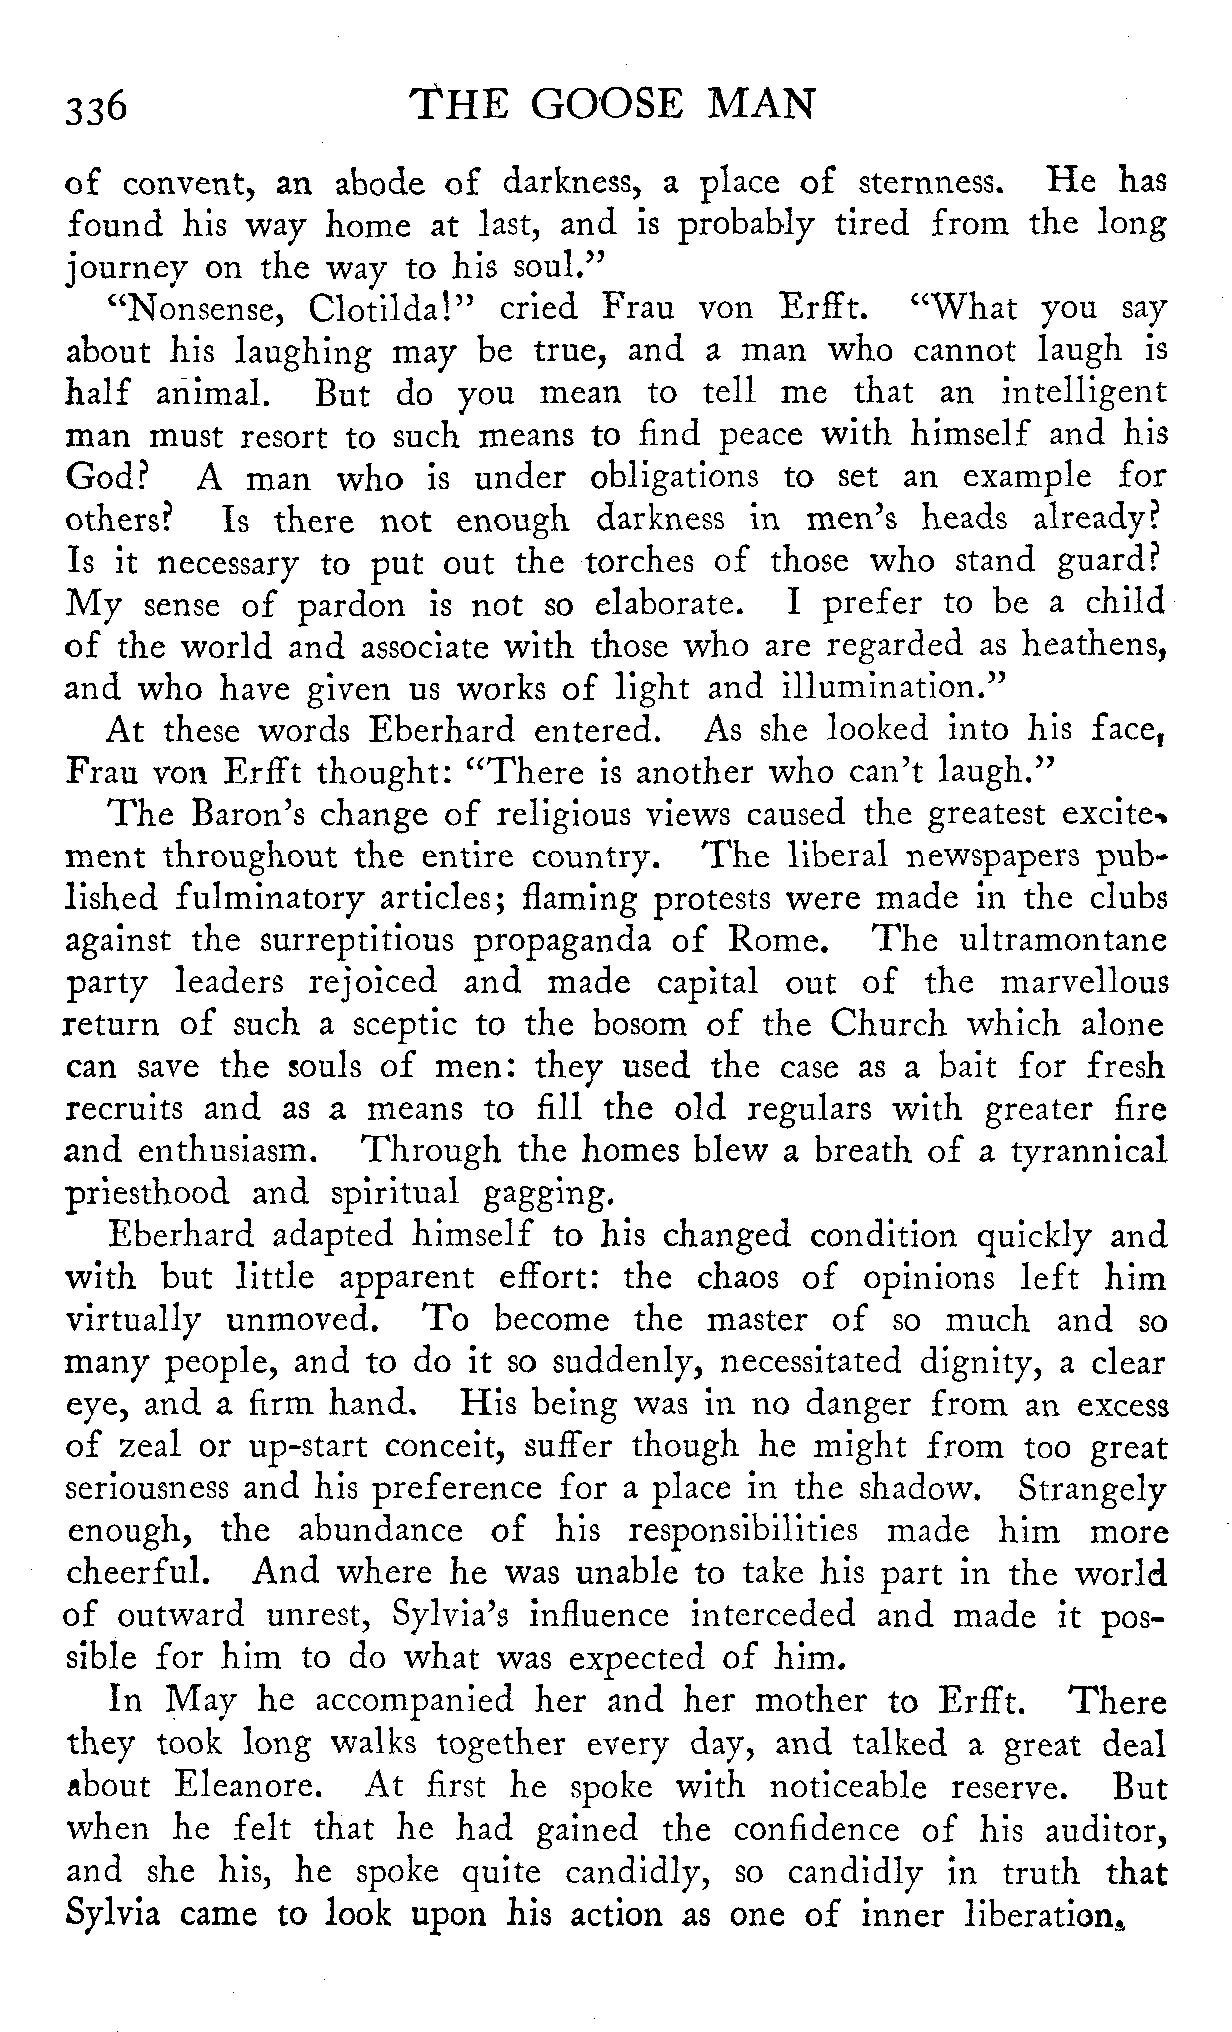 336 THE GOOSE MAN
of convent, an abode of darkness, a place of sternness. He has
found his way home at last, and is probably tired from the long
journey on the way to his soul.”
“Nonsense, Clotilda!” cried Frau von Erfft. “What you say
about his laughing may be true, and a man who cannot laugh is
half animal. But do you mean to tell me that an intelligent
man must resort to such means to find peace with himself and his
God? A man who is under obligations to set an example for
others? Is there not enough darkness in men’s heads already?
Is it necessary to put out the torches of those who stand guard?
My sense of pardon is not so elaborate. I prefer to be a child
of the world and associate with those who are regarded as heathens,
and who have given us works of light and illumination.”
At these words Eberhard entered. As she looked into his face,
Frau von Erfft thought: “There is another who can’t laugh.”
The Baron’s change of religious views caused the greatest excite-
ment throughout the entire country. The liberal newspapers pub-
lished fulminatory articles; flaming protests were made in the clubs
against the surreptitious propaganda of Rome. The ultramontane
party leaders rejoiced and made capital out of the marvellous
return of such a sceptic to the bosom of the Church which alone
can save the souls of men: they used the case as a bait for fresh
recruits and as a means to fill the old regulars with greater fire
and enthusiasm. Through the homes blew a breath of a tyrannical
priesthood and spiritual gagging.
Eberhard adapted himself to his changed condition quickly and
with but little apparent effort: the chaos of opinions left him
virtually unmoved. To become the master of so much and so
many people, and to do it so suddenly, necessitated dignity, a clear
eye, and a firm hand. His being was in no danger from an excess
of zeal or up-start conceit, suffer though he might from too great
seriousness and his preference for a place in the shadow. Strangely
enough, the abundance of his responsibilities made him more
cheerful. And where he was unable to take his part in the world
of outward unrest, Sylvia’s influence interceded and made it pos-
sible for him to do what was expected of him.
In May he accompanied her and her mother to Erfft. There
they took long walks together every day, and talked a great deal
about Eleanore. At first he spoke with noticeable reserve. But
when he felt that he had gained the confidence of his auditor,
and she his, he spoke quite candidly, so candidly in truth that
Sylvia came to look upon his action as one of inner liberation.